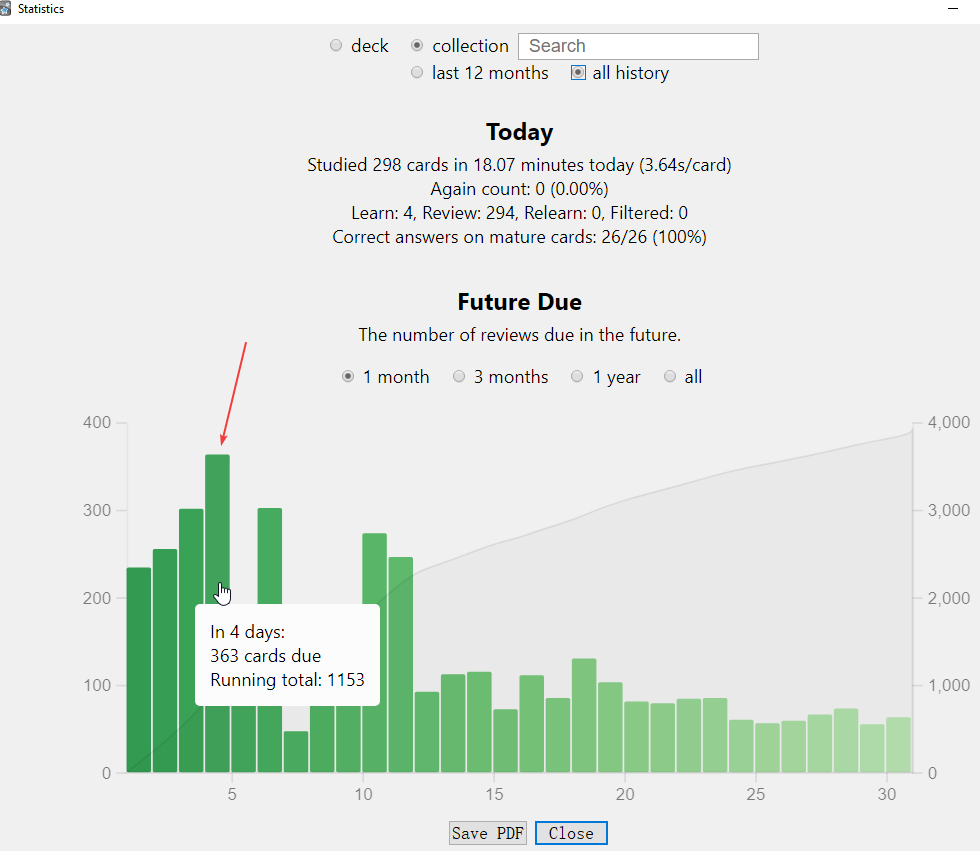 Statistics
deck collection Search
last 12 months all history
Today
Studied 298 cards in 18.07 minutes today (3.64s/card)
Again count: 0 (0.00%)
Learn: 4, Review: 294, Relearn: 0, Filtered: 0
Correct answers on mature cards: 26/26 (100%)
Future Due
The number of reviews due in the future.
1 month 3 months 1 year all
400 4,000
300 3,000
200 2,000
In 4 days:
363 cards due
Running total: 1153
100 1,000
0 0
5 10 15 20 25 30
Save PDF Close